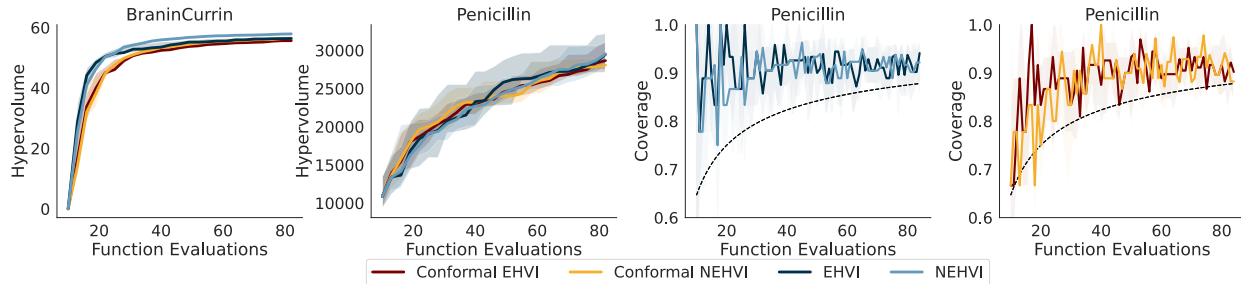 BraninCurrin
Hypervolume
60
40
20
0
20
40
60
80
Function Evaluations
Penicillin
Hypervolume
30000
25000
20000
15000
10000
20
40
60
80
Function Evaluations
Penicillin
Coverage
1.0
0.9
0.8
0.7
0.6
20
40
60
80
Function Evaluations
Penicillin
Coverage
1.0
0.9
0.8
0.7
0.6
20
40
60
80
Function Evaluations
Conformal EHVI
Conformal NEHVI
EHVI
NEHVI